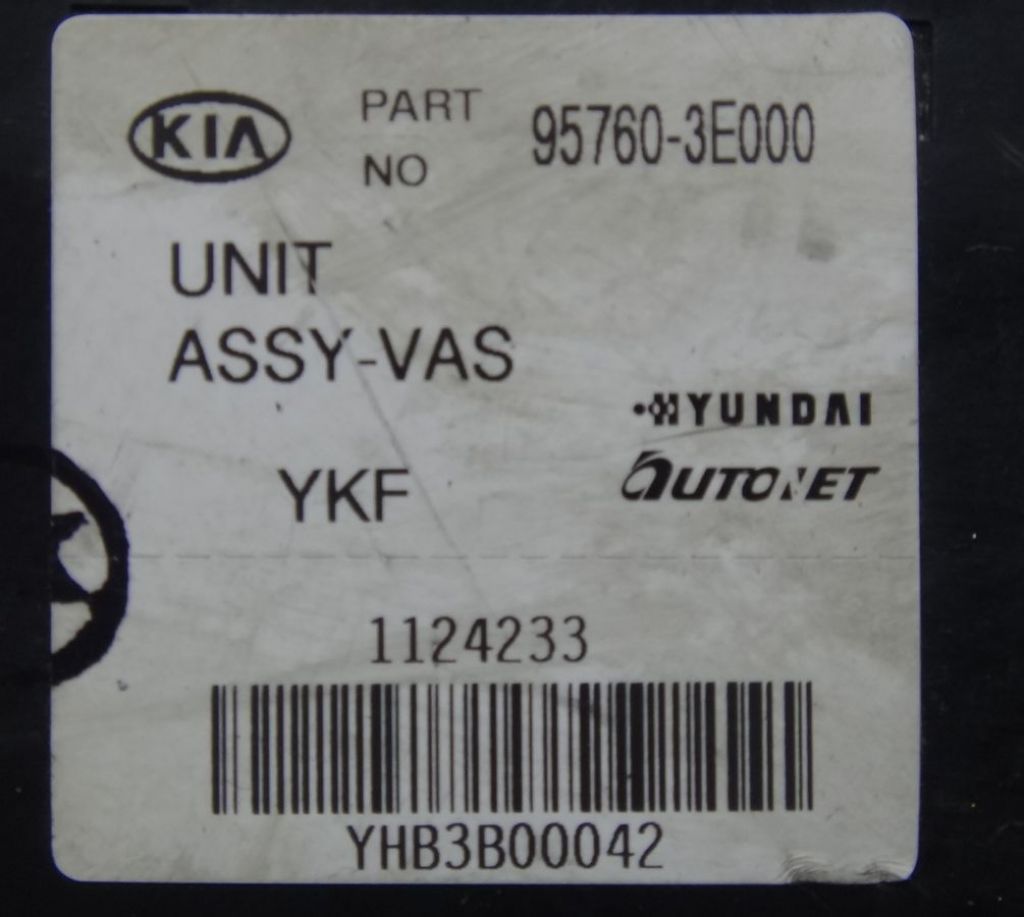 KIA
PART NO
95760-3E000
UNIT
ASSY-VAS
HYUNDAI
AUTONET
YKF
1124233
YHB3B00042